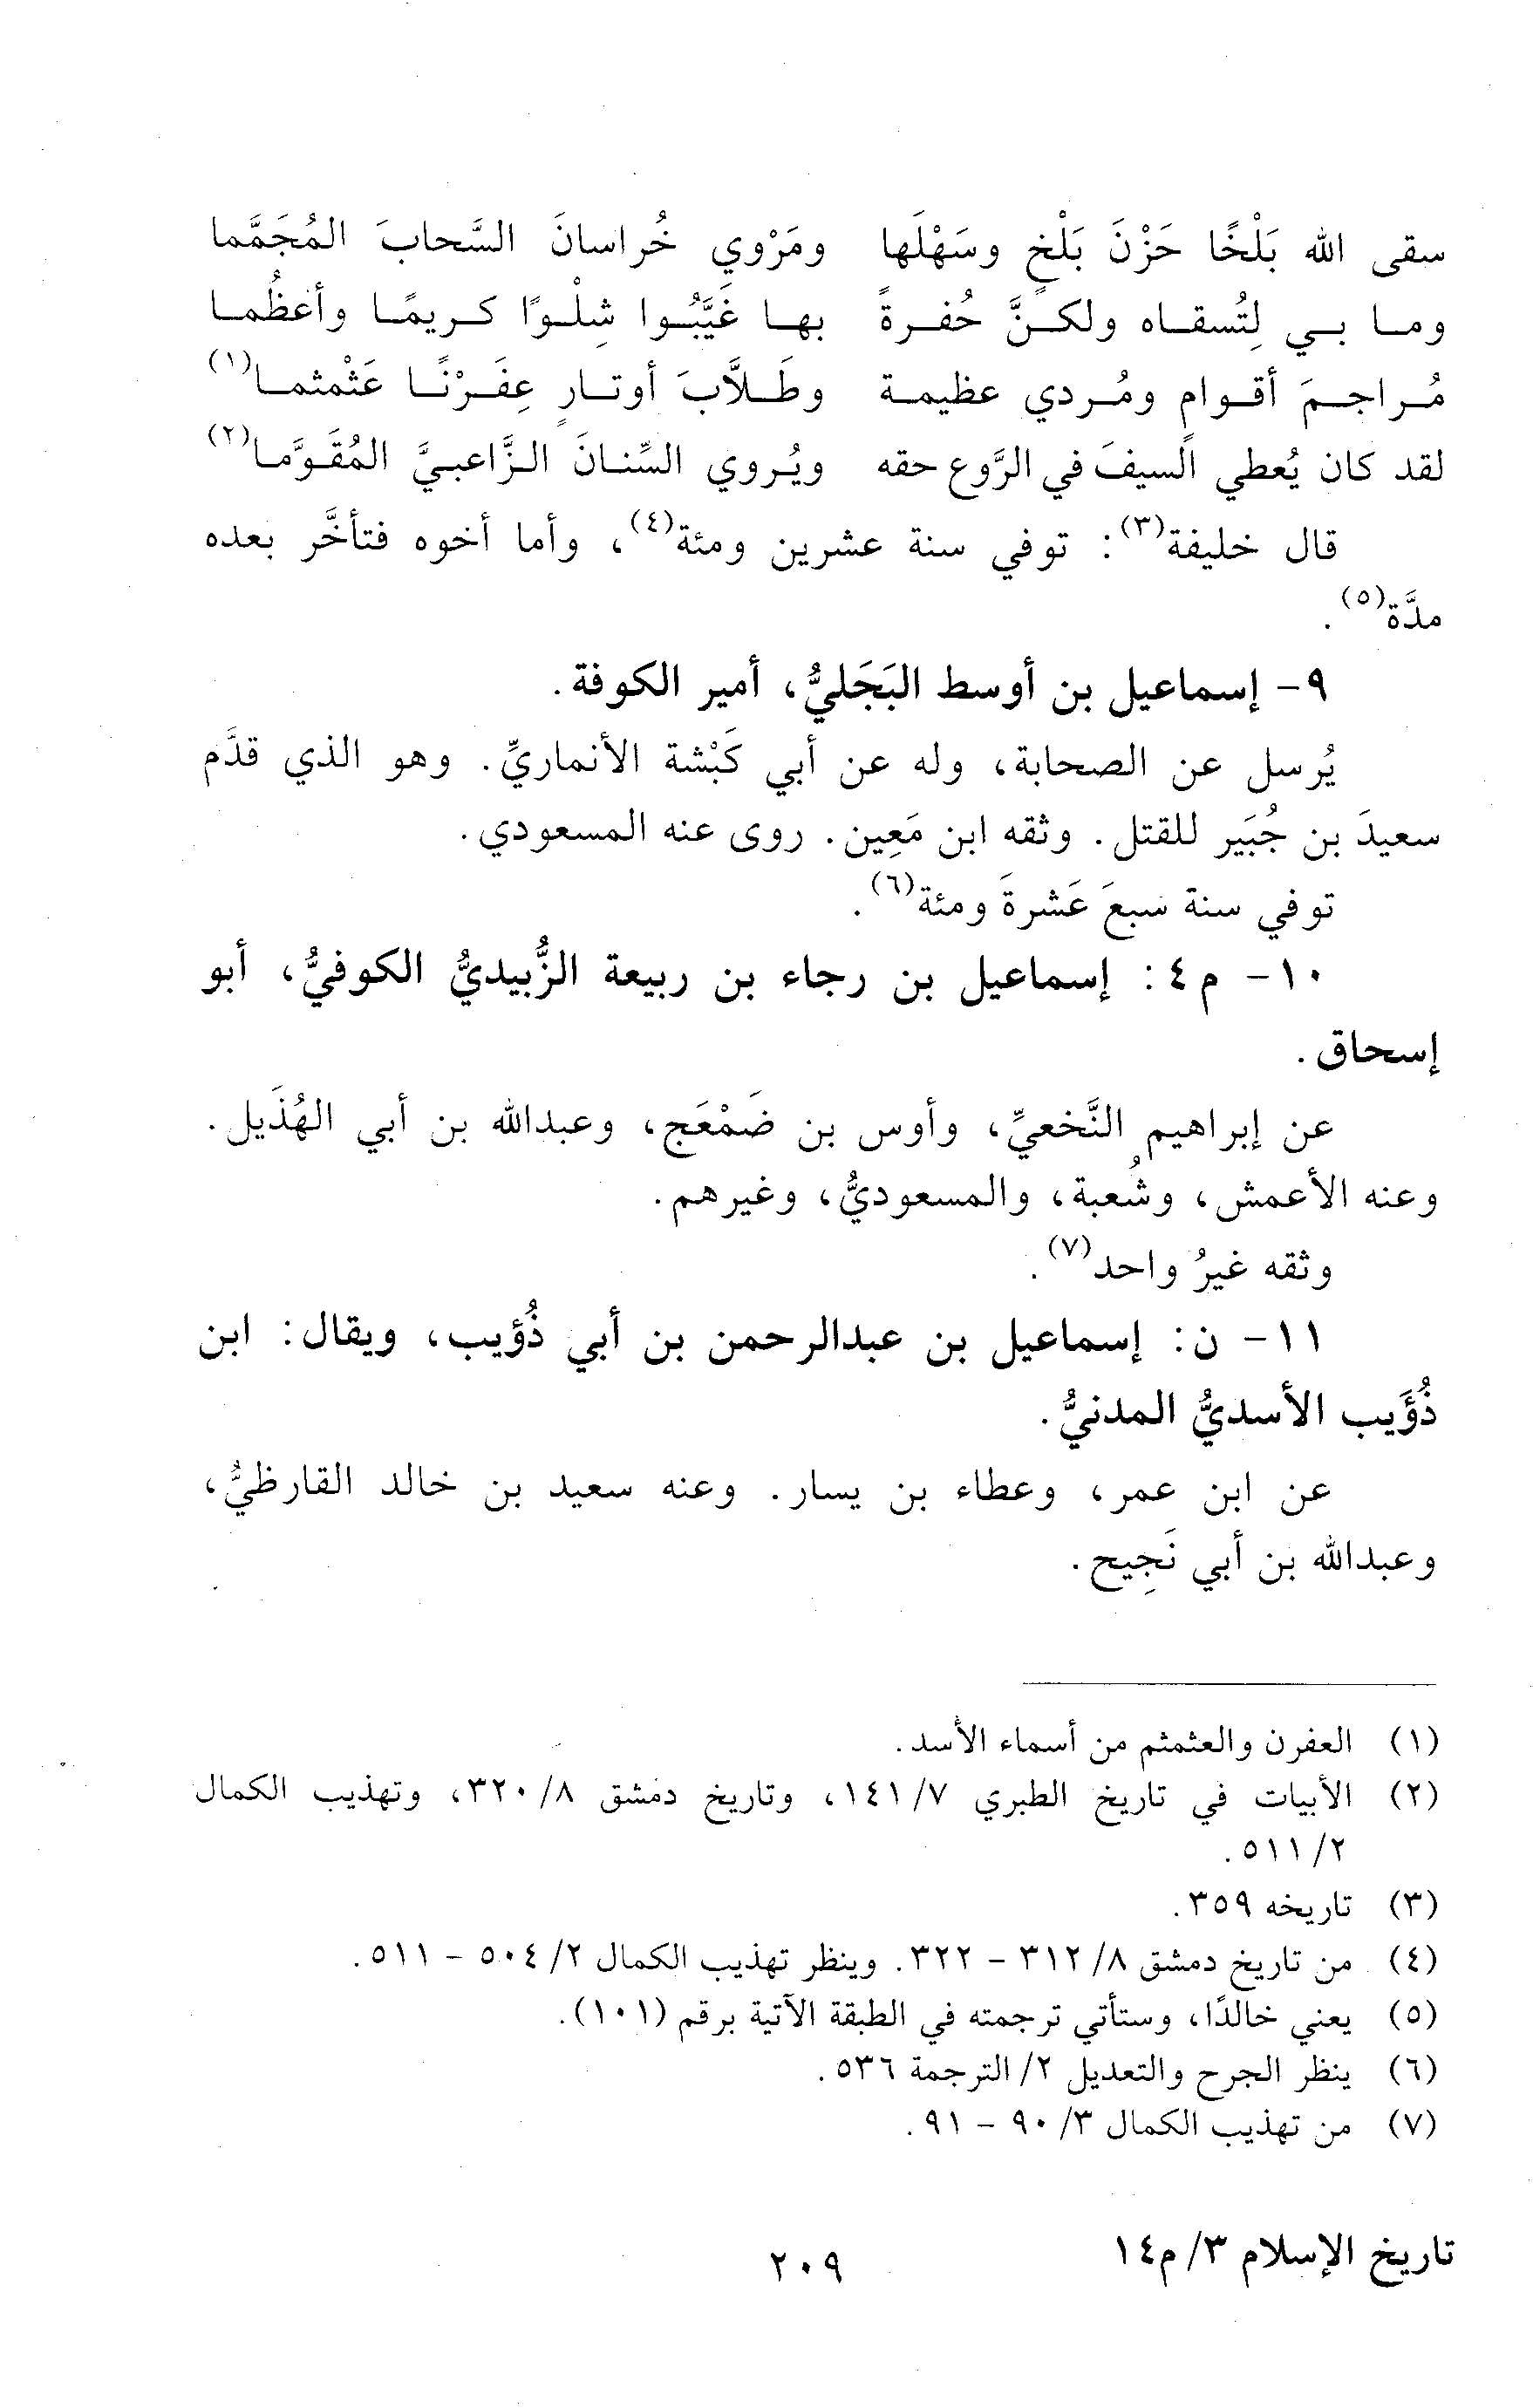 سقى الله بَلْخًا حَزْنَ بَلْخٍ وسَهْلَها ومَرْوي خُراسانَ السَّحابَ المُجَمَّما
وما بي لِتُسقاه ولكنَّ حُفرةً بها غَيَّبُوا شِلْوًا كريمًا وأعظُما
مُراجمَ أقوام ومُردي عظيمة وطَلاَّبَ أوتارٍ عِفَرْنًا عَثْمثما(١)
لقد كان يُعطي السيفَ في الرَّوع حقه ويُروي السِّنانَ الزَّاعبيَّ المُقَوَّما(٢)
قال خليفة(٣): توفي سنة عشرين ومئة(٤)، وأما أخوه فتأخَّر بعده
مدَّة(٥).
٩- إسماعيل بن أوسط البَجَليُّ، أمير الكوفة.
يُرسل عن الصحابة، وله عن أبي كَبْشة الأنماريِّ. وهو الذي قدَّم
سعيدَ بن جُبَير للقتل. وثقه ابن مَعِين. روى عنه المسعودي.
توفي سنة سبعَ عَشرةَ ومئة(٦).
١٠- م٤: إسماعيل بن رجاء بن ربيعة الزُّبيديُّ الكوفيُّ، أبو
إسحاق.
عن إبراهيم النَّخعيِّ، وأوس بن ضَمْعَج، وعبدالله بن أبي الهُذَيل.
وعنه الأعمش، وشُعبة، والمسعوديُّ، وغيرهم.
وثقه غيرُ واحد(٧).
١١- ن: إسماعيل بن عبدالرحمن بن أبي ذُؤيب، ويقال: ابن
ذُؤَيب الأسديُّ المدنيُّ.
عن ابن عمر، وعطاء بن يسار. وعنه سعيد بن خالد القارظيُّ،
وعبدالله بن أبي نَجِيح.
(١) العفرن والعثمثم من أسماء الأسد.
(٢) الأبيات في تاريخ الطبري ٧/ ١٤١، وتاريخ دمشق ٨/ ٣٢٠، وتهذيب الكمال
٢/ ٥١١.
(٣) تاريخه ٣٥٩.
(٤) من تاريخ دمشق ٨/ ٣١٢ - ٣٢٢. وينظر تهذيب الكمال ٢/ ٥٠٤ - ٥١١.
(٥) يعني خالدًا، وستأتي ترجمته في الطبقة الآتية برقم (١٠١).
(٦) ينظر الجرح والتعديل ٢/ الترجمة ٥٣٦.
(٧) من تهذيب الكمال ٣/ ٩٠ - ٩١.
تاريخ الإسلام ٣/ م١٤
٢٠٩